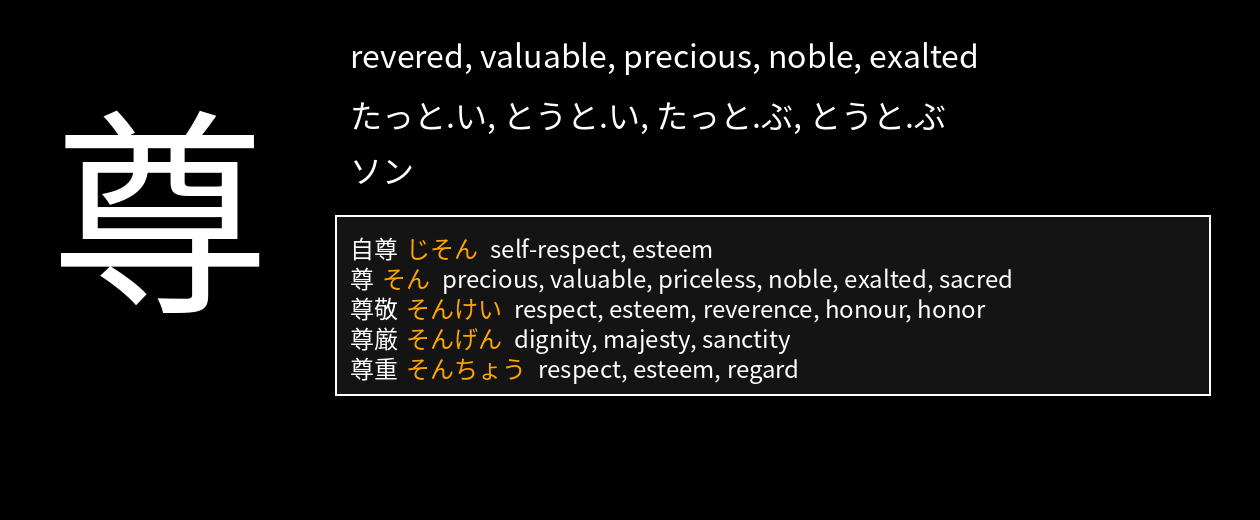 尊
revered, valuable, precious, noble, exalted
たっと.い, とうと.い, たっと.ぶ, とうと.ぶ
ソン
自尊 じそん self-respect, esteem
尊 そん precious, valuable, priceless, noble, exalted, sacred
尊敬 そんけい respect, esteem, reverence, honour, honor
尊厳 そんげん dignity, majesty, sanctity
尊重 そんちょう respect, esteem, regard